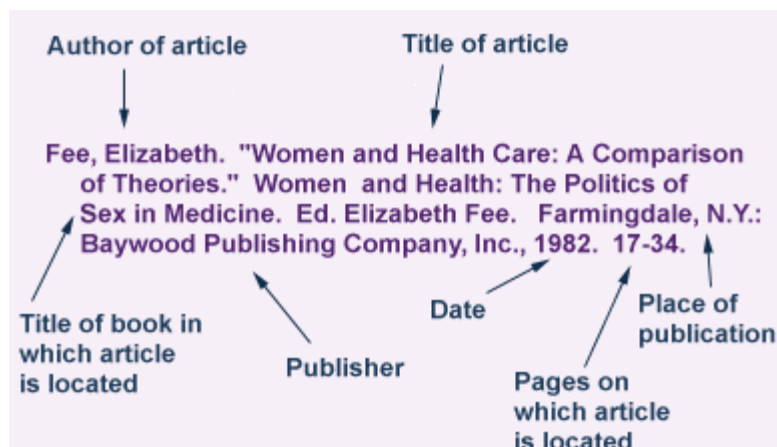 Author of article
Title of article
Fee, Elizabeth. "Women and Health Care: A Comparison
of Theories." Women and Health: The Politics of
Sex in Medicine. Ed. Elizabeth Fee. Farmingdale, N.Y.:
Baywood Publishing Company, Inc., 1982. 17-34.
Title of book in
which article
is located
Publisher
Date
Pages on
which article
is located
Place of
publication